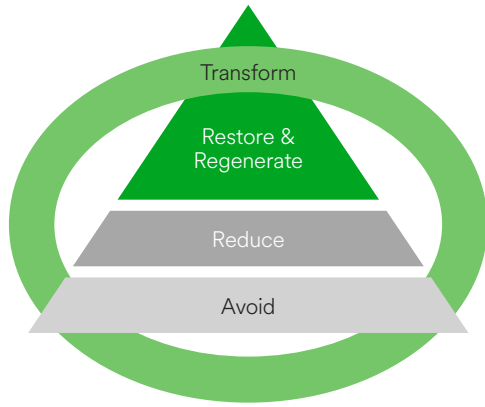 Transform
Restore &
Regenerate
Reduce
Avoid